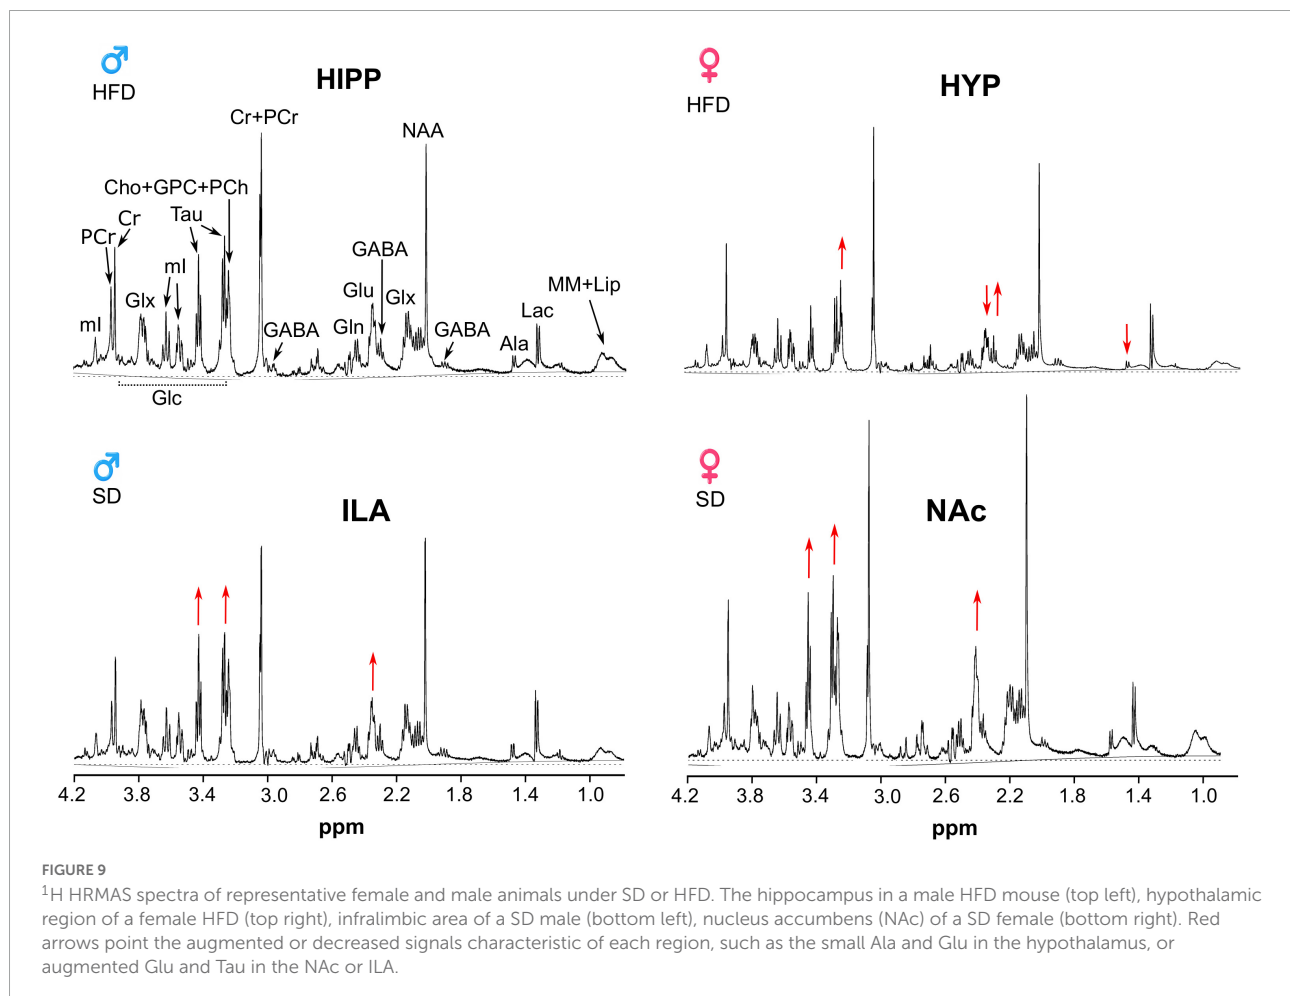 ♂
HFD
HIPP
Cr+PCr
NAA
Cho+GPC+PCh
Cr
Tau
PCr
GABA
mI
Glx
Glu
Glx
MM+Lip
mI
Gln
GABA
GABA
Lac
Ala
Glc
♀
HFD
HYP
♂
SD
ILA
4.2 3.8 3.4 3.0 2.6 2.2 1.8 1.4 1.0
ppm
♀
SD
NAc
4.2 3.8 3.4 3.0 2.6 2.2 1.8 1.4 1.0
ppm
FIGURE 9
¹H HRMAS spectra of representative female and male animals under SD or HFD. The hippocampus in a male HFD mouse (top left), hypothalamic
region of a female HFD (top right), infralimbic area of a SD male (bottom left), nucleus accumbens (NAc) of a SD female (bottom right). Red
arrows point the augmented or decreased signals characteristic of each region, such as the small Ala and Glu in the hypothalamus, or
augmented Glu and Tau in the NAc or ILA.